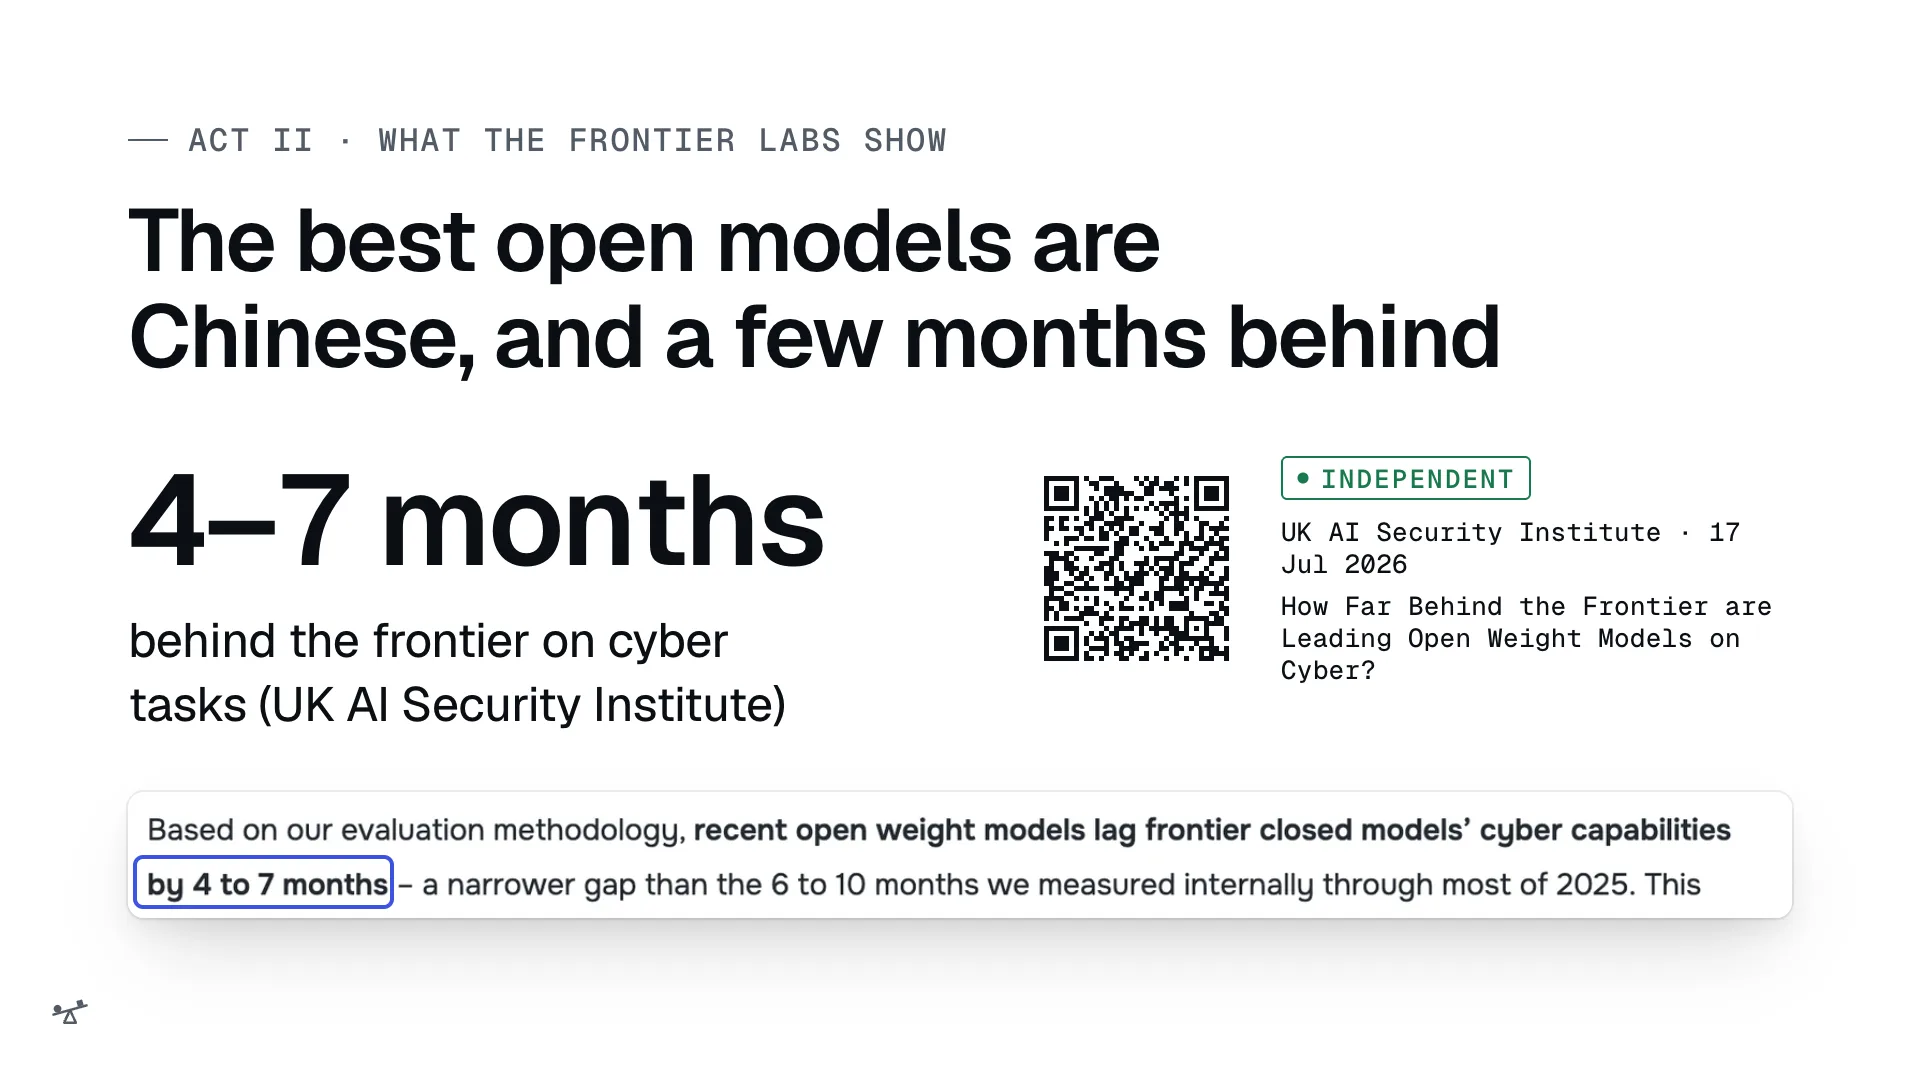 — ACT II · WHAT THE FRONTIER LABS SHOW
The best open models are
Chinese, and a few months behind
4–7 months
behind the frontier on cyber
tasks (UK AI Security Institute)
• INDEPENDENT
UK AI Security Institute · 17
Jul 2026
How Far Behind the Frontier are
Leading Open Weight Models on
Cyber?
Based on our evaluation methodology, recent open weight models lag frontier closed models’ cyber capabilities
by 4 to 7 months – a narrower gap than the 6 to 10 months we measured internally through most of 2025. This